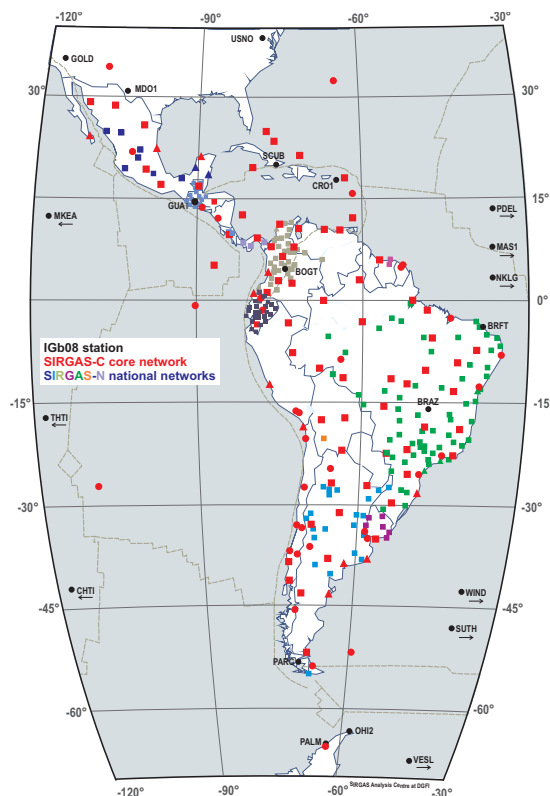 -90°
-60°
USNO
GOLD
MDO1
30°
30°
SCUB
CRO1
15°
15°
GUAT
MKEA
PDEL
MAS1
NKLG
BOGT
0°
0°
BRFT
IGb08 station
SIRGAS-C core network
SIRGAS-N national networks
BRAZ
THTI
-15°
-15°
-30°
-30°
CHTI
WIND
-45°
-45°
SUTH
PARC
-60°
-60°
PALM
OHI2
VESL
SIRGAS Analysis Centre at DGFI
-120°
-90°
-60°
-30°